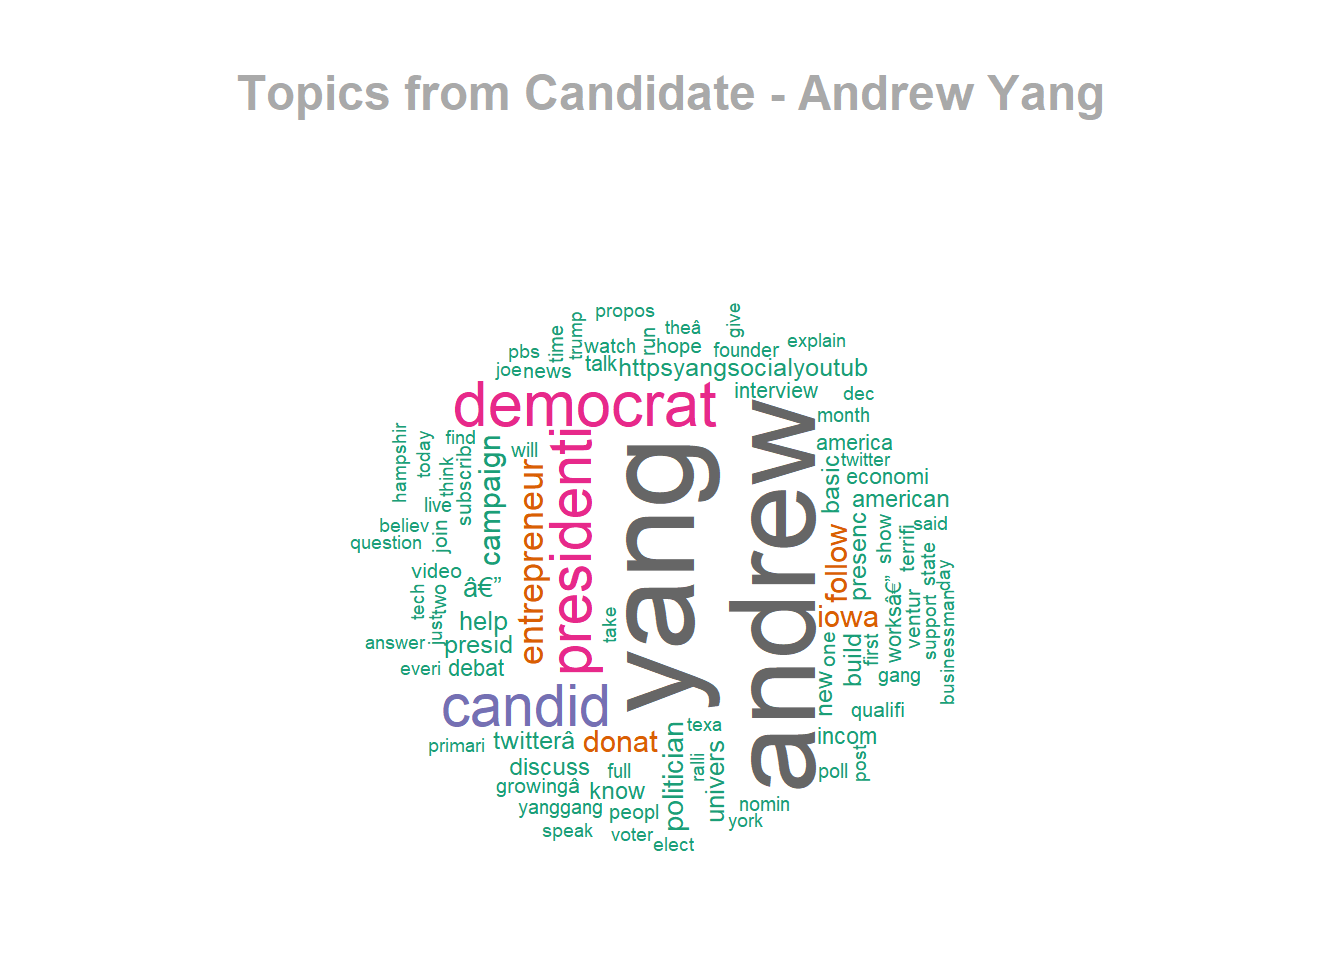 Topics from Candidate - Andrew Yang
propos
theâ
give
trump
time
run
explain
pbs
watch
hope
founder
joe
news
talk
httpsyangsocialyoutub
interview
dec
democrat
month
andrew
yang
presidenti
hampshir
today
find
think
subscrib
campaign
will
entrepreneur
america
twitter
basic
economi
american
live
believ
question
join
follow
presenc
show
terrifi
said
state
day
video
â€”
tech
two
just
help
take
iowa
worksâ€”
ventur
support
businessman
answer
presid
everi
debat
one
build
first
gang
new
qualifi
candid
primari
twitterâ
donat
politician
texa
incom
discuss
full
ralli
univers
poll
post
growingâ
know
yanggang
peopl
nomin
speak
voter
york
elect